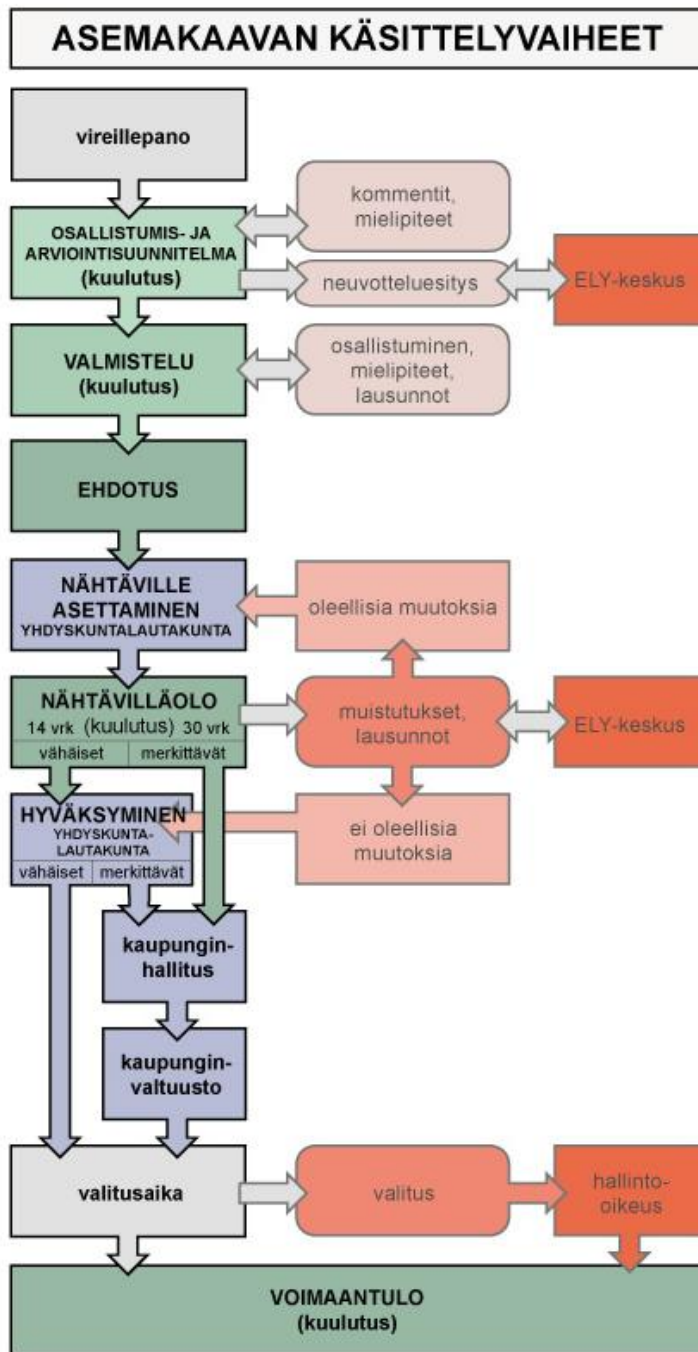 ASEMAKAAVAN KÄSITTELYVAIHEET
vireillepano
kommentit,
mielipiteet
OSALLISTUMIS- JA
ARVIOINTISUUNNITELMA
(kuulutus)
neuvotteluesitys
ELY-keskus
VALMISTELU
(kuulutus)
osallistuminen,
mielipiteet,
lausunnot
EHDOTUS
NÄHTÄVILLE
ASETTAMINEN
YHDYSKUNTALAUTAKUNTA
oleellisia muutoksia
NÄHTÄVILLÄOLO
14 vrk (kuulutus) 30 vrk
vähäiset merkittävät
muistutukset,
lausunnot
ELY-keskus
HYVÄKSYMINEN
YHDYSKUNTA-
LAUTAKUNTA
vähäiset merkittävät
ei oleellisia
muutoksia
kaupungin-
hallitus
kaupungin-
valtuusto
valitusaika
valitus
hallinto-
oikeus
VOIMAANTULO
(kuulutus)